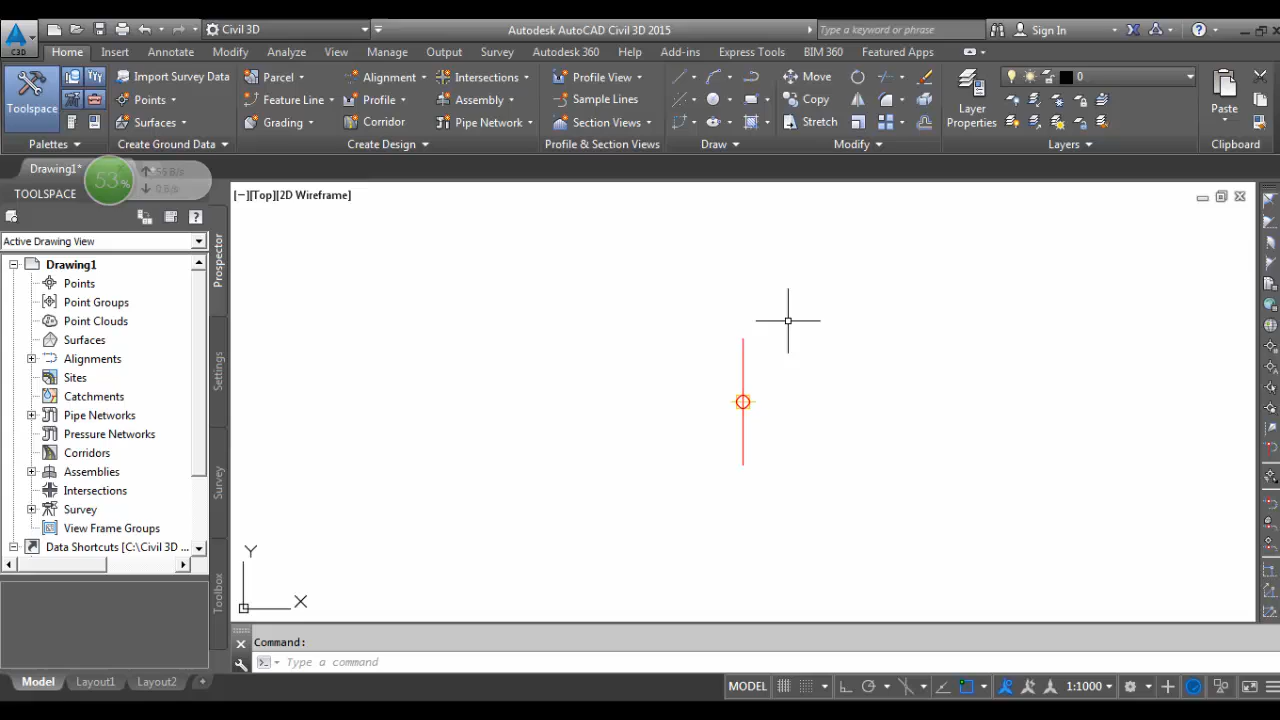 Civil 3D
Autodesk AutoCAD Civil 3D 2015
Type a keyword or phrase
Sign In
C3D
Home Insert Annotate Modify Analyze View Manage Output Survey Autodesk 360 Help Add-ins Express Tools BIM 360 Featured Apps
Toolspace
Import Survey Data
Points
Surfaces
Parcel
Feature Line
Grading
Alignment
Profile
Corridor
Intersections
Assembly
Pipe Network
Profile View
Sample Lines
Section Views
Move
Copy
Stretch
Layer
Properties
0
Paste
Palettes
Create Ground Data
Create Design
Profile & Section Views
Draw
Modify
Layers
Clipboard
Drawing1*
53%
0 B/s
TOOLSPACE
[−][Top][2D Wireframe]
?
Active Drawing View
Drawing1
Points
Point Groups
Point Clouds
Surfaces
Alignments
Sites
Catchments
Pipe Networks
Pressure Networks
Corridors
Assemblies
Intersections
Survey
View Frame Groups
Data Shortcuts [C:\Civil 3D ...
Prospector
Settings
Survey
Toolbox
Y
X
Command:
Type a command
Model Layout1 Layout2 +
MODEL
1:1000